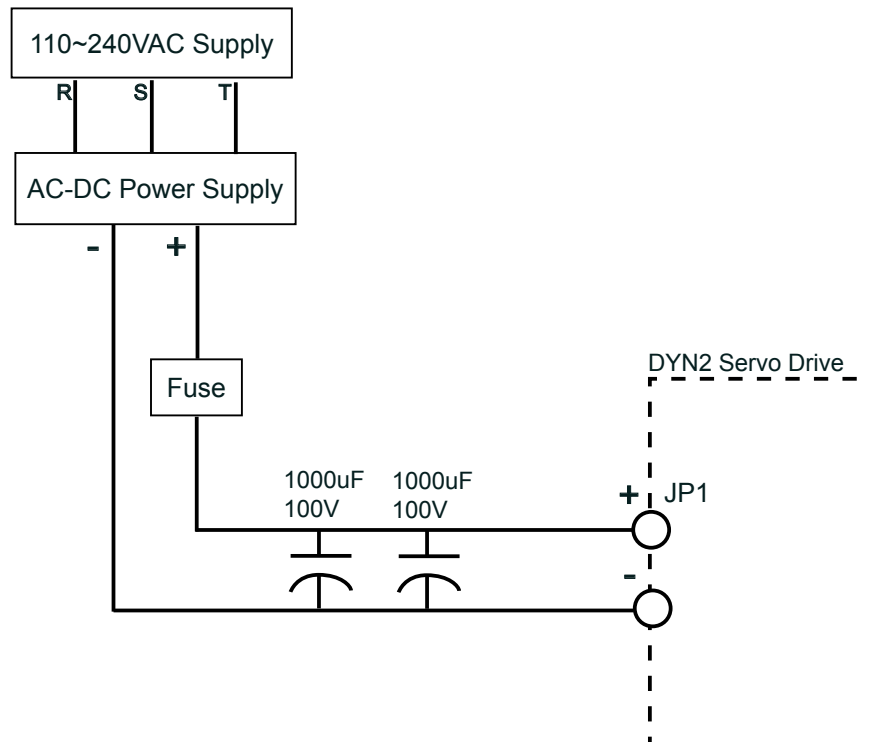 110~240VAC Supply
R S T
AC-DC Power Supply
- +
Fuse
DYN2 Servo Drive
1000uF 1000uF
100V 100V
+ JP1
-